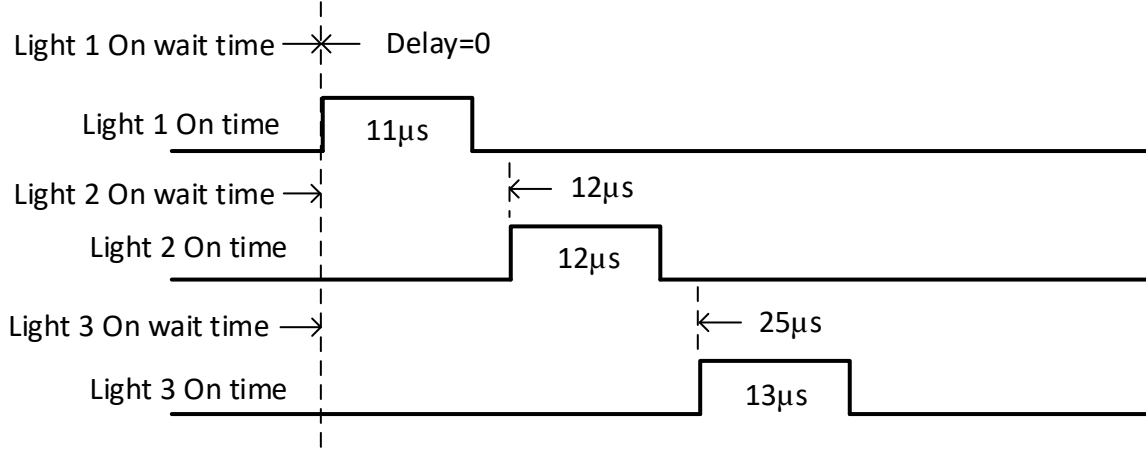 Light 1 On wait time Delay=0
Light 1 On time 11μs
Light 2 On wait time 12μs
Light 2 On time 12μs
Light 3 On wait time 25μs
Light 3 On time 13μs